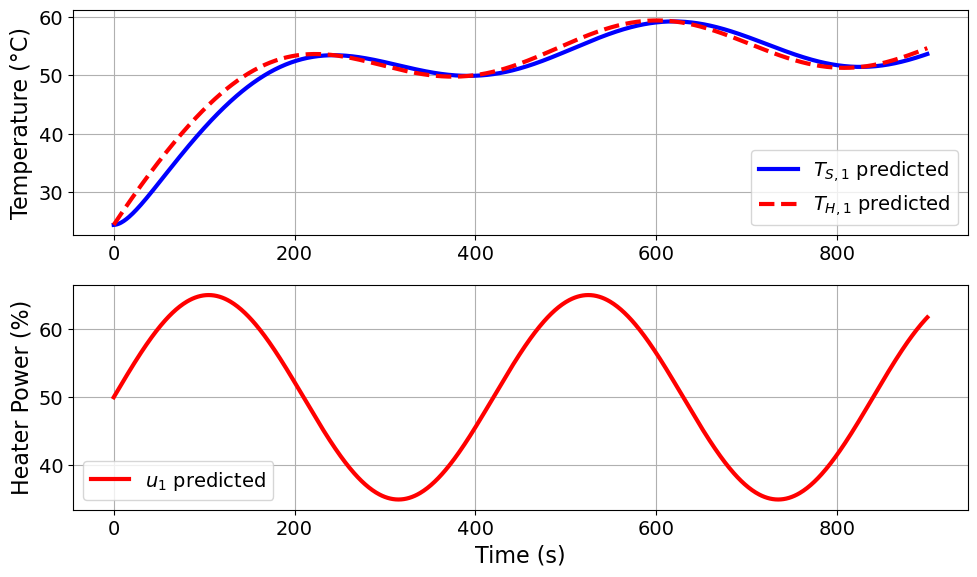 Temperature (°C)
60
50
40
30
T_{S,1} predicted
T_{H,1} predicted
0 200 400 600 800
Heater Power (%)
60
50
40
u_1 predicted
0 200 400 600 800
Time (s)